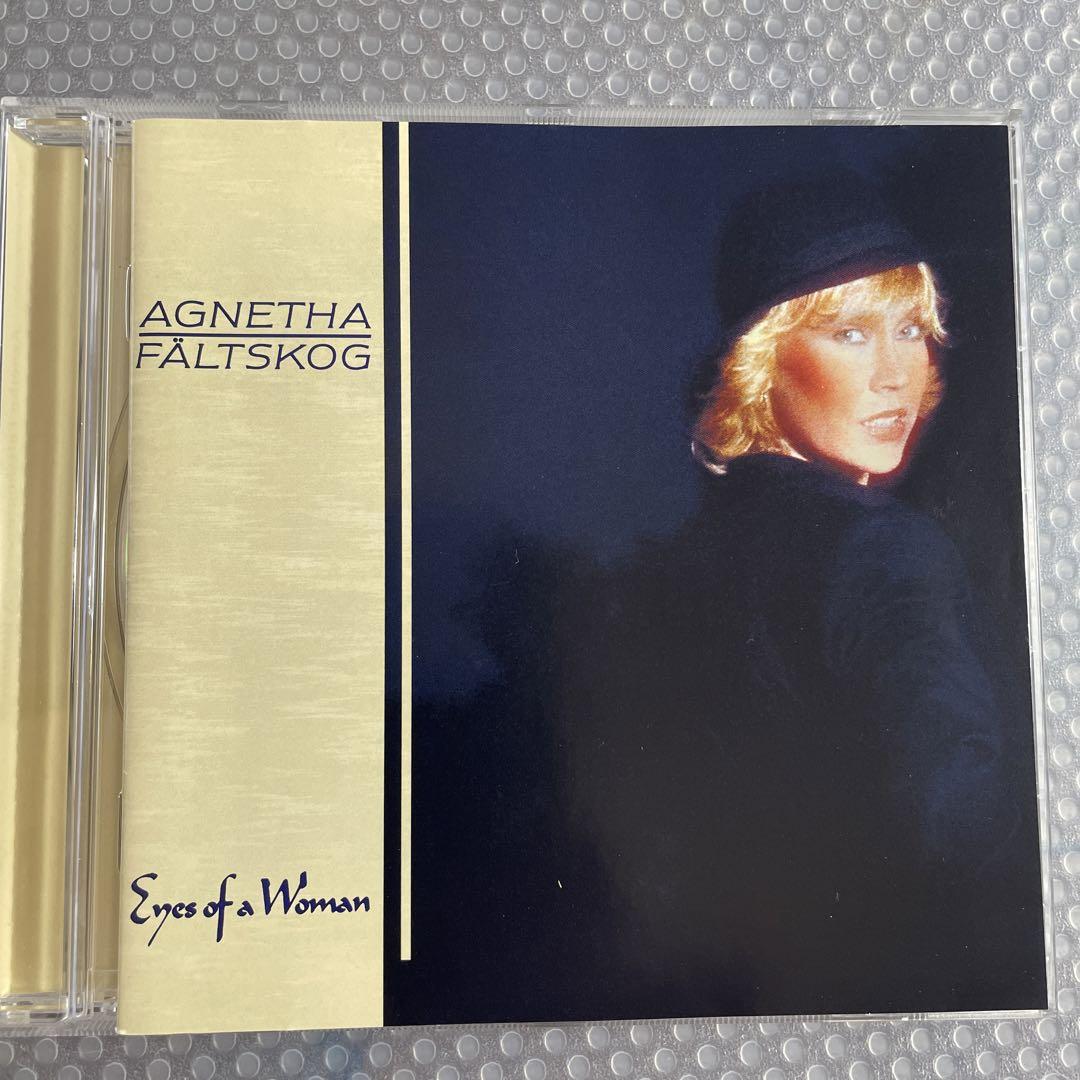 AGNETHA
FÄLTSKOG
Eyes of a Woman